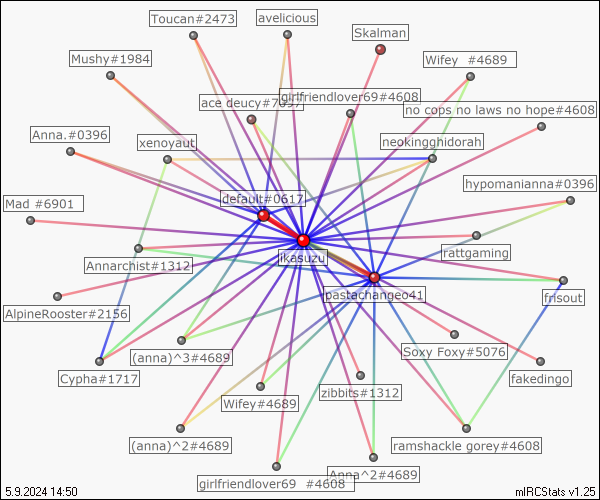 Toucan#2473
avelicious
Skalman
Mushy#1984
Wifey  #4689
ace deucy#7
girlfriendlover69#4608
no cops no laws no hope#4608
Anna.#0396
xenoyaut
neokingghidorah
default#0617
hypomanianna#0396
Mad #6901
rattgaming
Annarchist#1312
likasuzu
pastachangeo41
frisout
AlpineRooster#2156
(anna)^3#4689
Soxy Foxy#5076
Cypha#1717
fakedingo
zibbits#1312
Wifey#4689
(anna)^2#4689
ramshackle gorey#4608
Anna^2#4689
girlfriendlover69  #4608
5.9.2024 14:50
mIRCStats v1.25